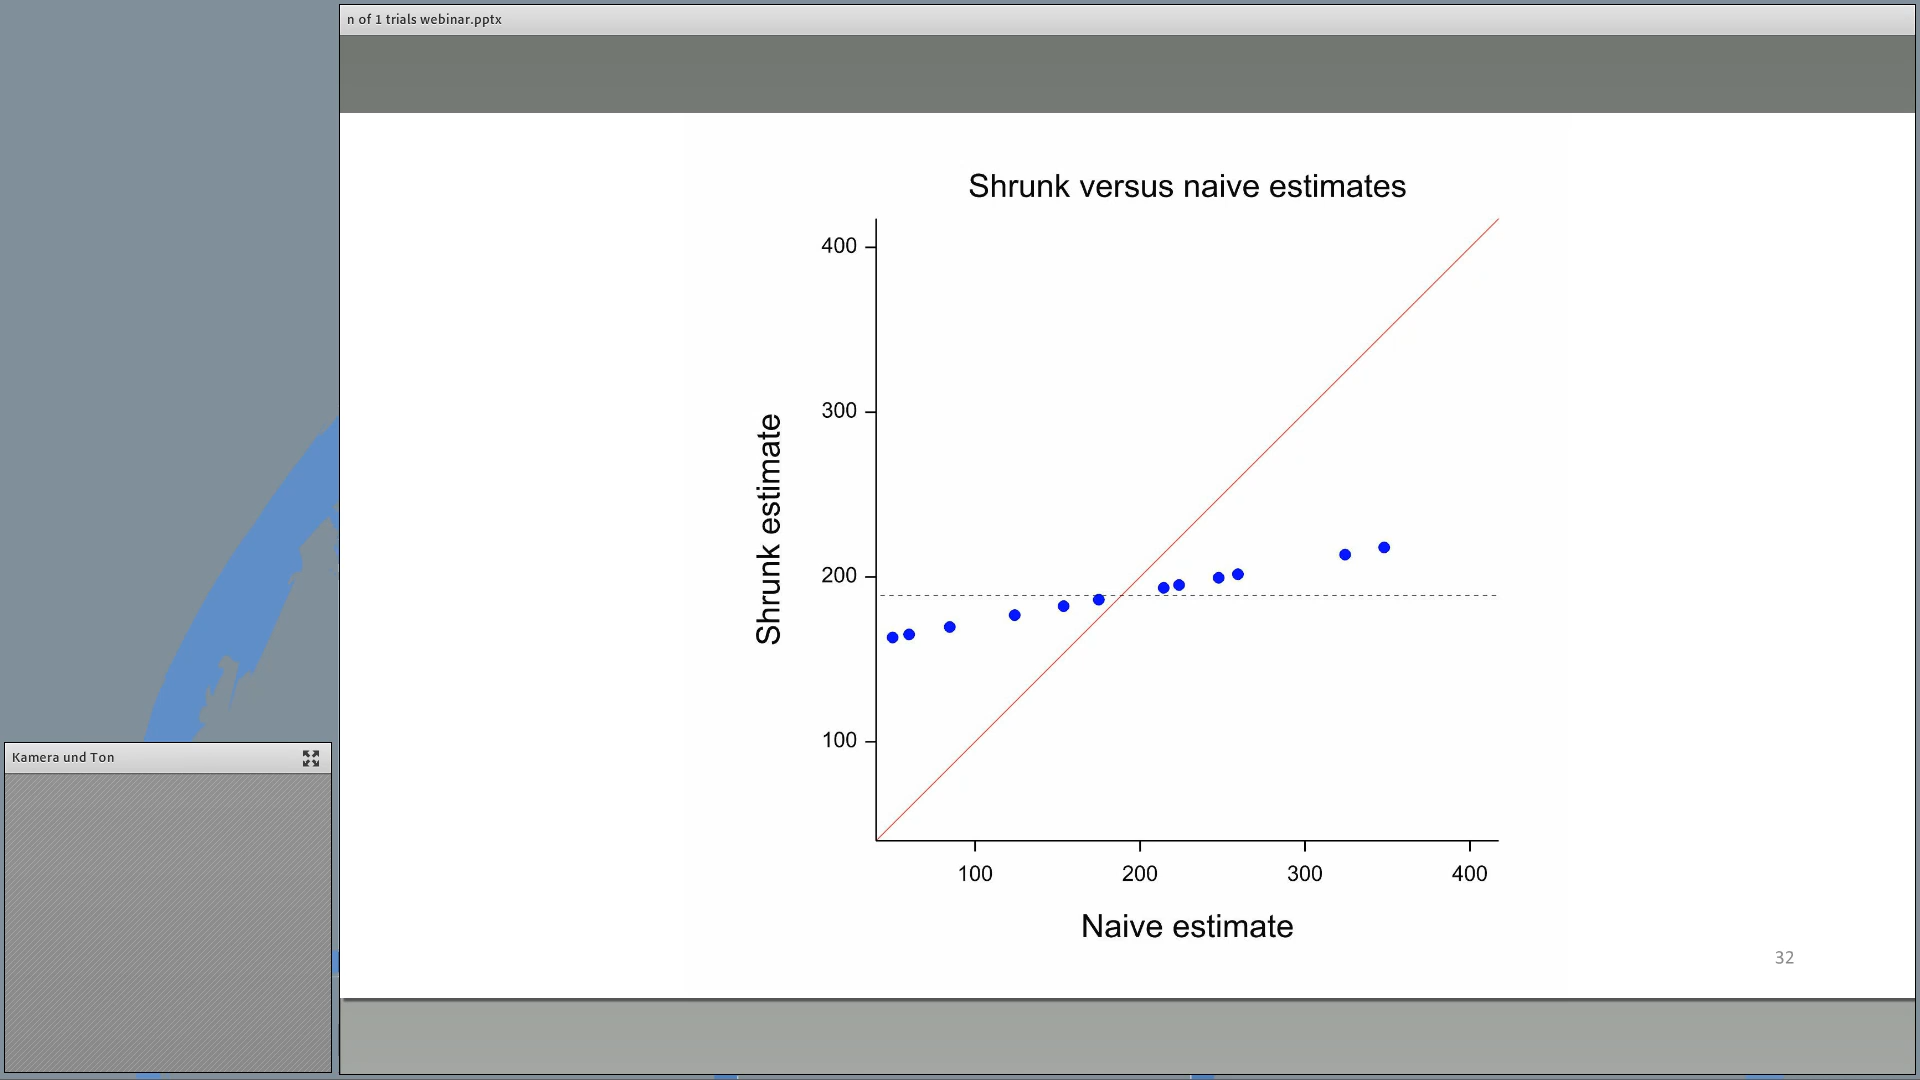 n of 1 trials webinar.pptx
Shrunk versus naive estimates
400
300
200
100
Shrunk estimate
100 200 300 400
Naive estimate
32
Kamera und Ton